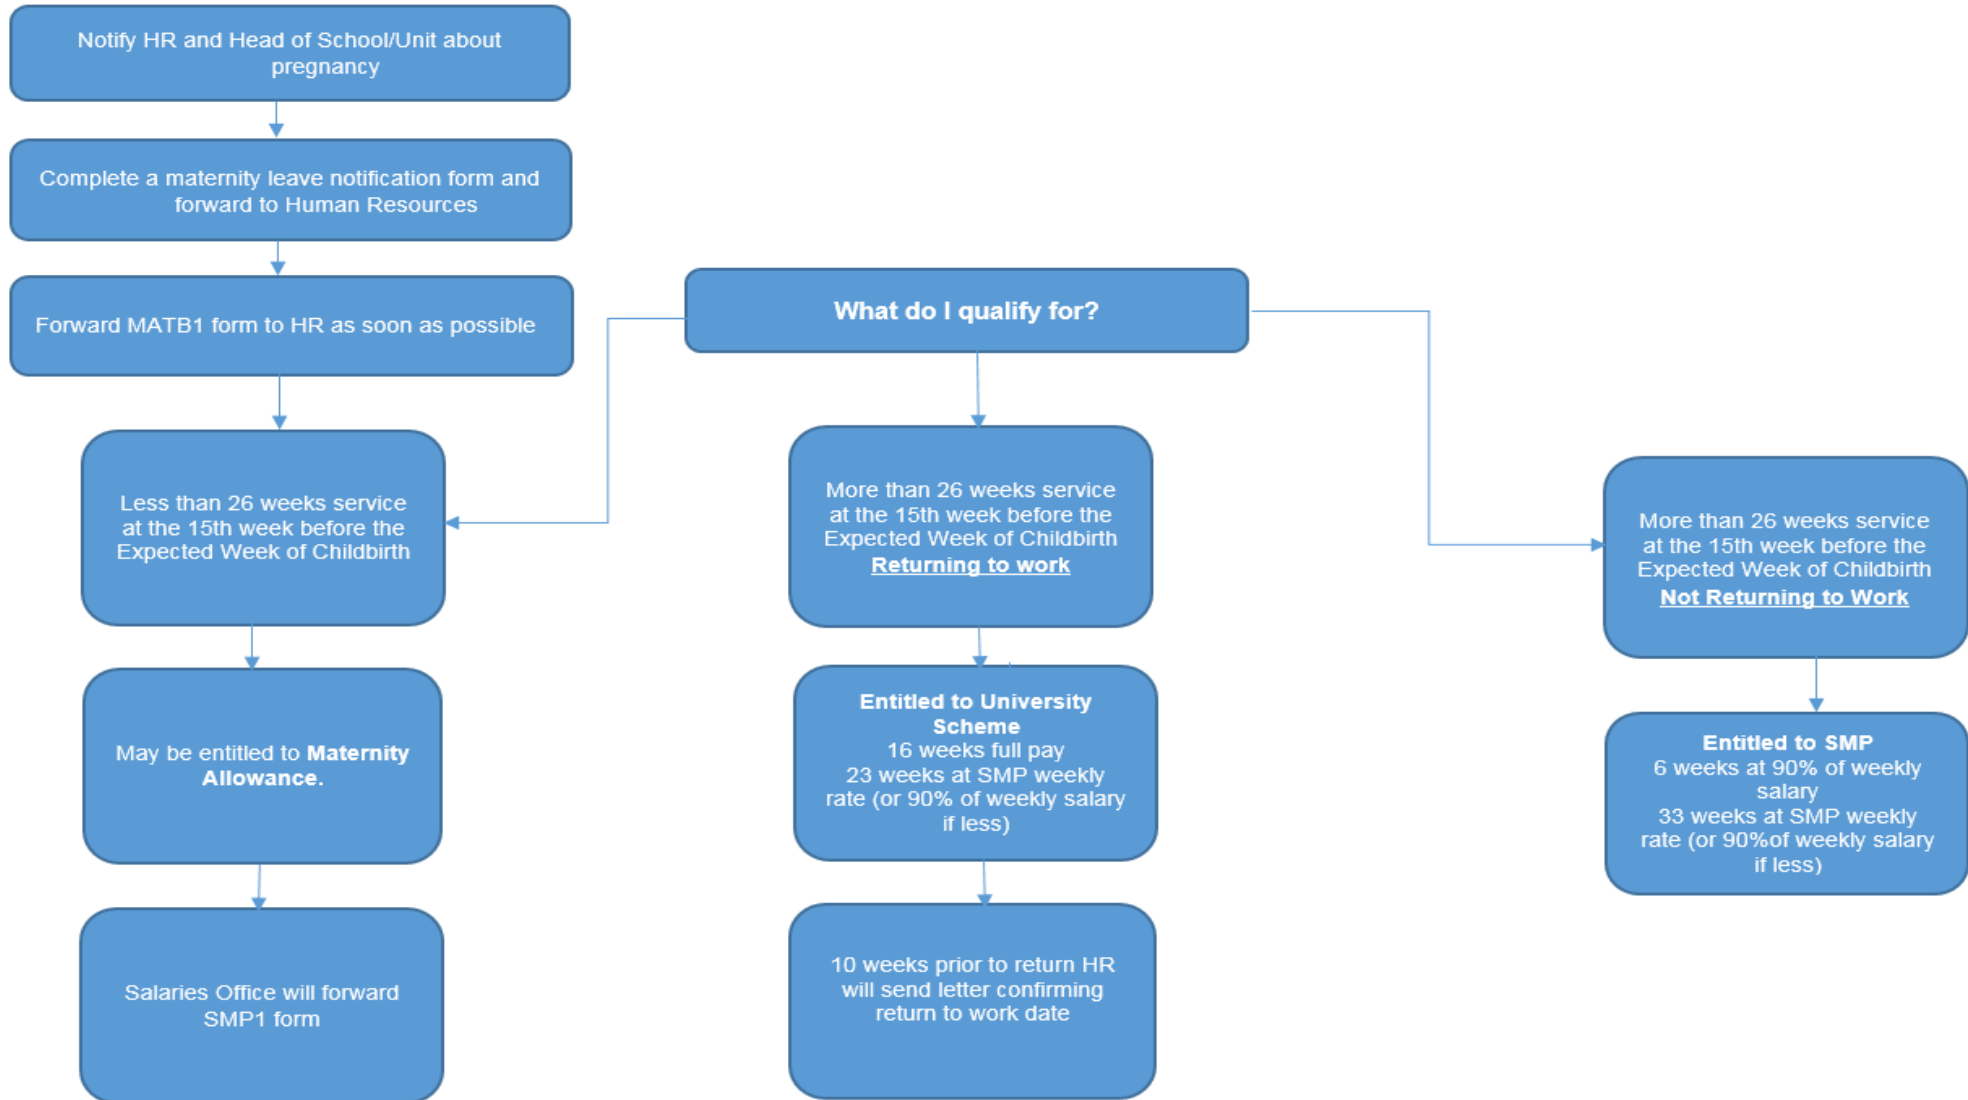 Notify HR and Head of School/Unit about
pregnancy
Complete a maternity leave notification form and
forward to Human Resources
Forward MATB1 form to HR as soon as possible
What do I qualify for?
Less than 26 weeks service
at the 15th week before the
Expected Week of Childbirth
May be entitled to Maternity
Allowance.
Salaries Office will forward
SMP1 form
More than 26 weeks service
at the 15th week before the
Expected Week of Childbirth
Returning to work
Entitled to University
Scheme
16 weeks full pay
23 weeks at SMP weekly
rate (or 90% of weekly salary
if less)
10 weeks prior to return HR
will send letter confirming
return to work date
More than 26 weeks service
at the 15th week before the
Expected Week of Childbirth
Not Returning to Work
Entitled to SMP
6 weeks at 90% of weekly
salary
33 weeks at SMP weekly
rate (or 90%of weekly salary
if less)